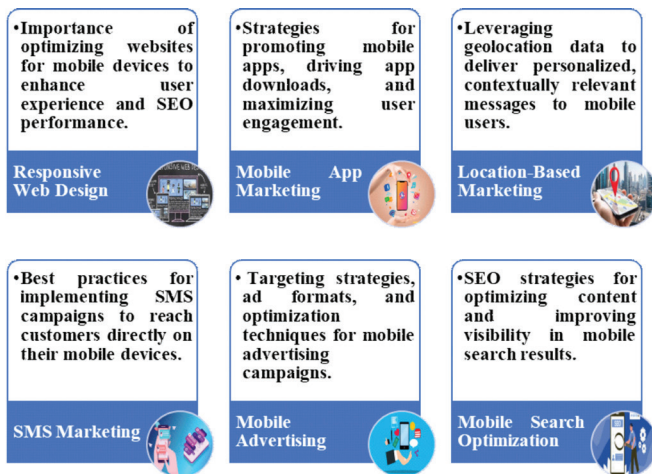 •Importance of
optimizing websites
for mobile devices to
enhance user
experience and SEO
performance.
Responsive
Web Design
•Strategies for
promoting mobile
apps, driving app
downloads, and
maximizing user
engagement.
Mobile App
Marketing
•Leveraging
geolocation data to
deliver personalized,
contextually relevant
messages to mobile
users.
Location-Based
Marketing
•Best practices for
implementing SMS
campaigns to reach
customers directly on
their mobile devices.
SMS Marketing
• Targeting strategies,
ad formats, and
optimization
techniques for mobile
advertising
campaigns.
Mobile
Advertising
•SEO strategies for
optimizing content
and improving
visibility in mobile
search results.
Mobile Search
Optimization